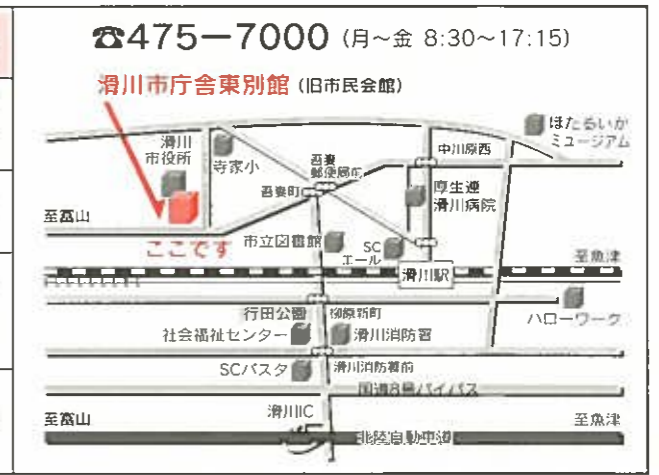 ☎475-7000 (月~金 8:30~17:15)
滑川市庁舎東別館 (旧市民会館)
ほたるいか
ミュージアム
滑川
市役所
寺家小
吾妻
郵便局前
中川原西
吾妻町
厚生連
滑川病院
至富山
ここです
市立図書館
SC
エール
至魚津
滑川駅
行田公園
柳原新町
ハローワーク
社会福祉センター
滑川消防署
SCパスタ
滑川消防署前
国道8号バイパス
至富山
滑川IC
至魚津
北陸自動車道